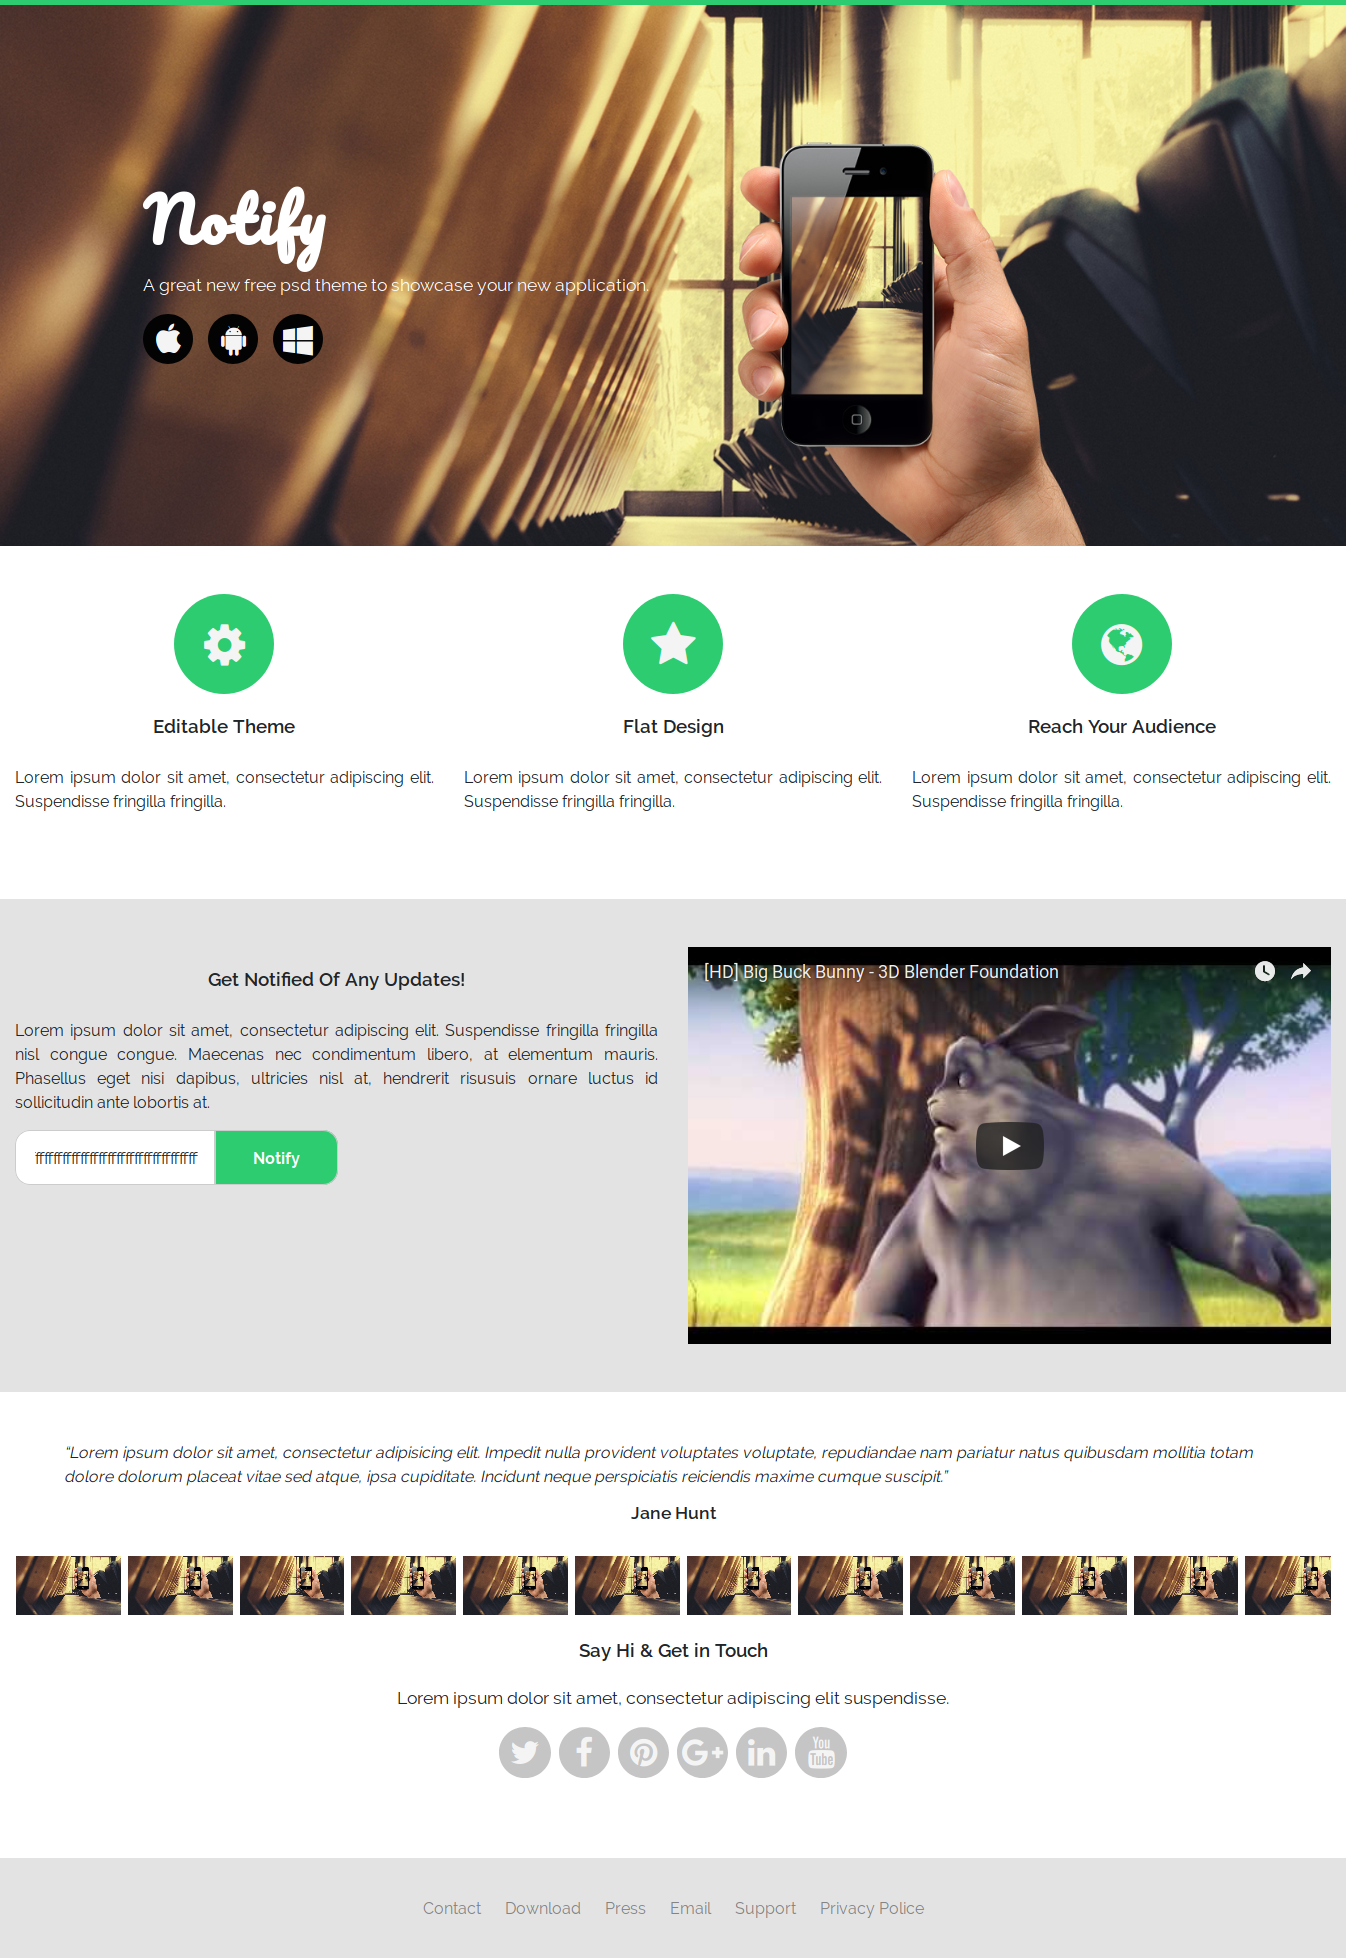 Notify
A great new free psd theme to showcase your new application.
Editable Theme
Flat Design
Reach Your Audience
Lorem ipsum dolor sit amet, consectetur adipiscing elit.
Suspendisse fringilla fringilla.
Lorem ipsum dolor sit amet, consectetur adipiscing elit.
Suspendisse fringilla fringilla.
Lorem ipsum dolor sit amet, consectetur adipiscing elit.
Suspendisse fringilla fringilla.
Get Notified Of Any Updates!
Lorem ipsum dolor sit amet, consectetur adipiscing elit. Suspendisse fringilla fringilla
nisl congue congue. Maecenas nec condimentum libero, at elementum mauris.
Phasellus eget nisi dapibus, ultricies nisl at, hendrerit risusuis ornare luctus id
sollicitudin ante lobortis at.
Notify
[HD] Big Buck Bunny - 3D Blender Foundation
“Lorem ipsum dolor sit amet, consectetur adipisicing elit. Impedit nulla provident voluptates voluptate, repudiandae nam pariatur natus quibusdam mollitia totam
dolore dolorum placeat vitae sed atque, ipsa cupiditate. Incidunt neque perspiciatis reiciendis maxime cumque suscipit.”
Jane Hunt
Say Hi & Get in Touch
Lorem ipsum dolor sit amet, consectetur adipiscing elit suspendisse.
You
Tube
Contact Download Press Email Support Privacy Police